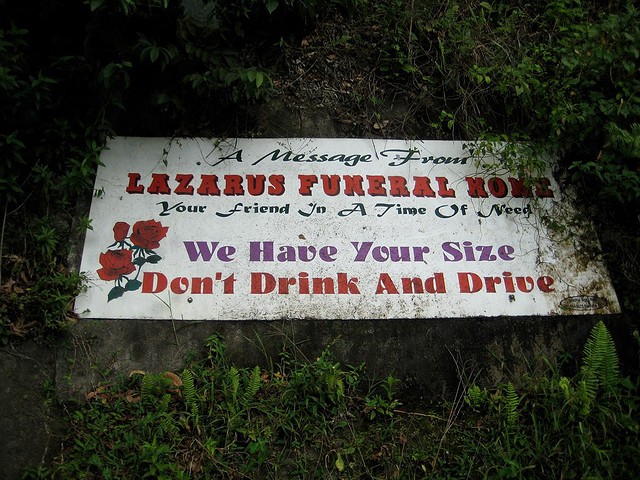 A Message From
LAZARUS FUNERAL HOME
Your Friend In A Time Of Need
We Have Your Size
Don't Drink And Drive